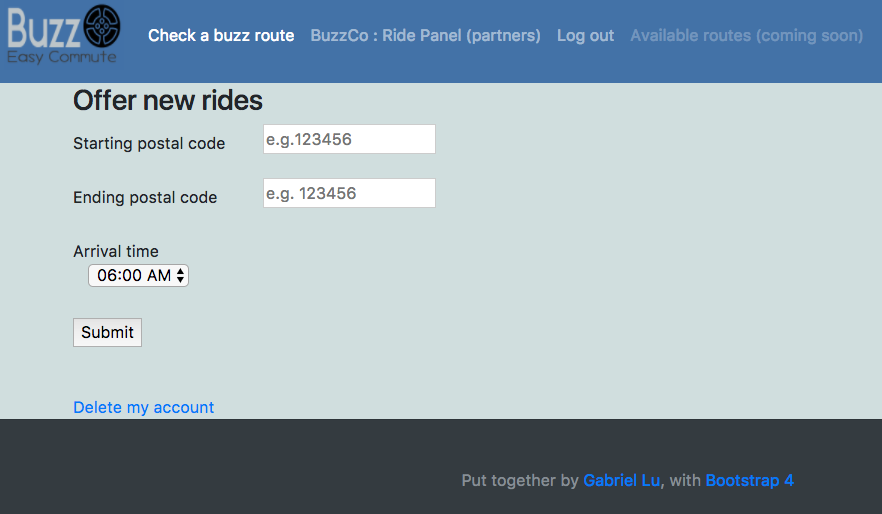 Buzz
Easy Commute
Check a buzz route BuzzCo : Ride Panel (partners) Log out Available routes (coming soon)
Offer new rides
Starting postal code e.g.123456
Ending postal code e.g. 123456
Arrival time
06:00 AM
Submit
Delete my account
Put together by Gabriel Lu, with Bootstrap 4